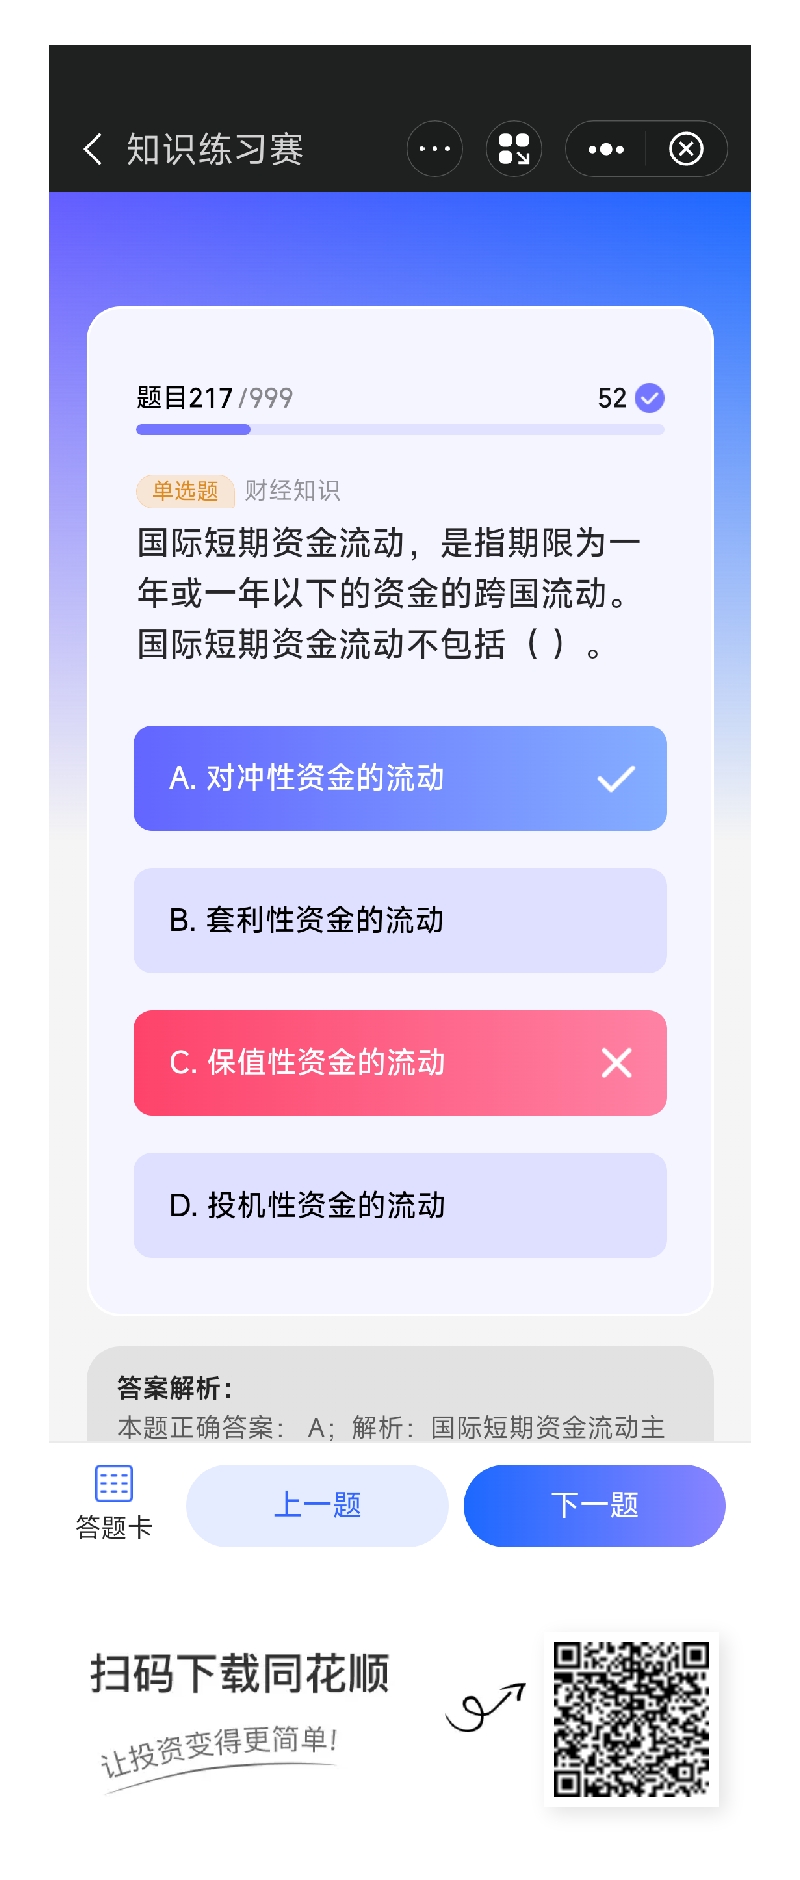 知识练习赛
题目217/999
52
单选题 财经知识
国际短期资金流动，是指期限为一
年或一年以下的资金的跨国流动。
国际短期资金流动不包括（ ）。
A. 对冲性资金的流动
B. 套利性资金的流动
C. 保值性资金的流动
D. 投机性资金的流动
答案解析：
本题正确答案： A；解析：国际短期资金流动主
答题卡
上一题
下一题
扫码下载同花顺
让投资变得更简单!